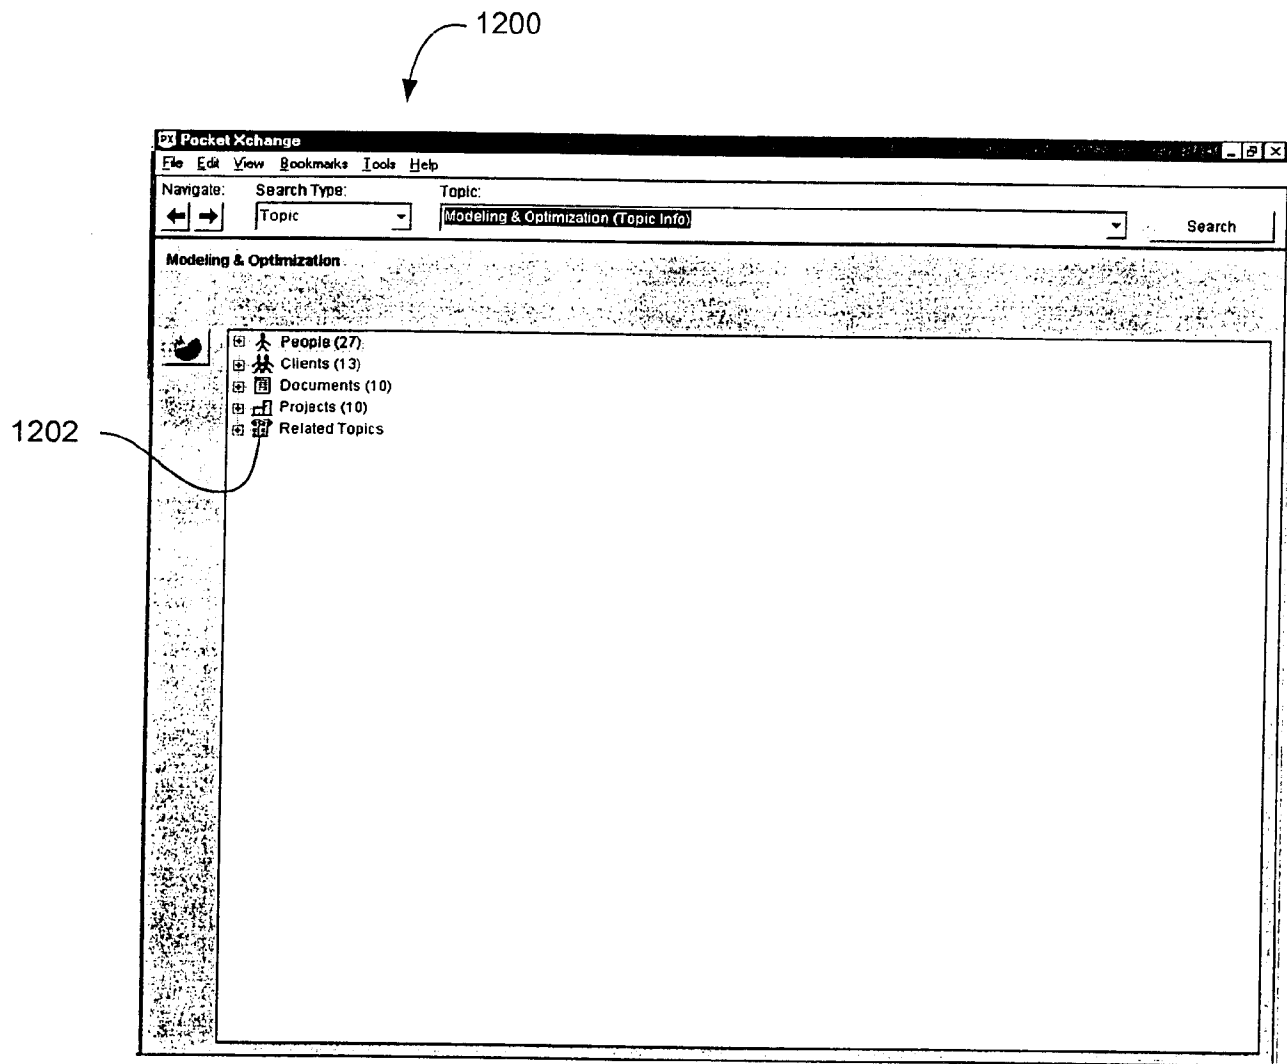 1200
PX Pocket Xchange
File Edit View Bookmarks Tools Help
Navigate: Search Type: Topic:
Topic Modeling & Optimization (Topic Info) Search
Modeling & Optimization
People (27)
Clients (13)
Documents (10)
Projects (10)
Related Topics
1202